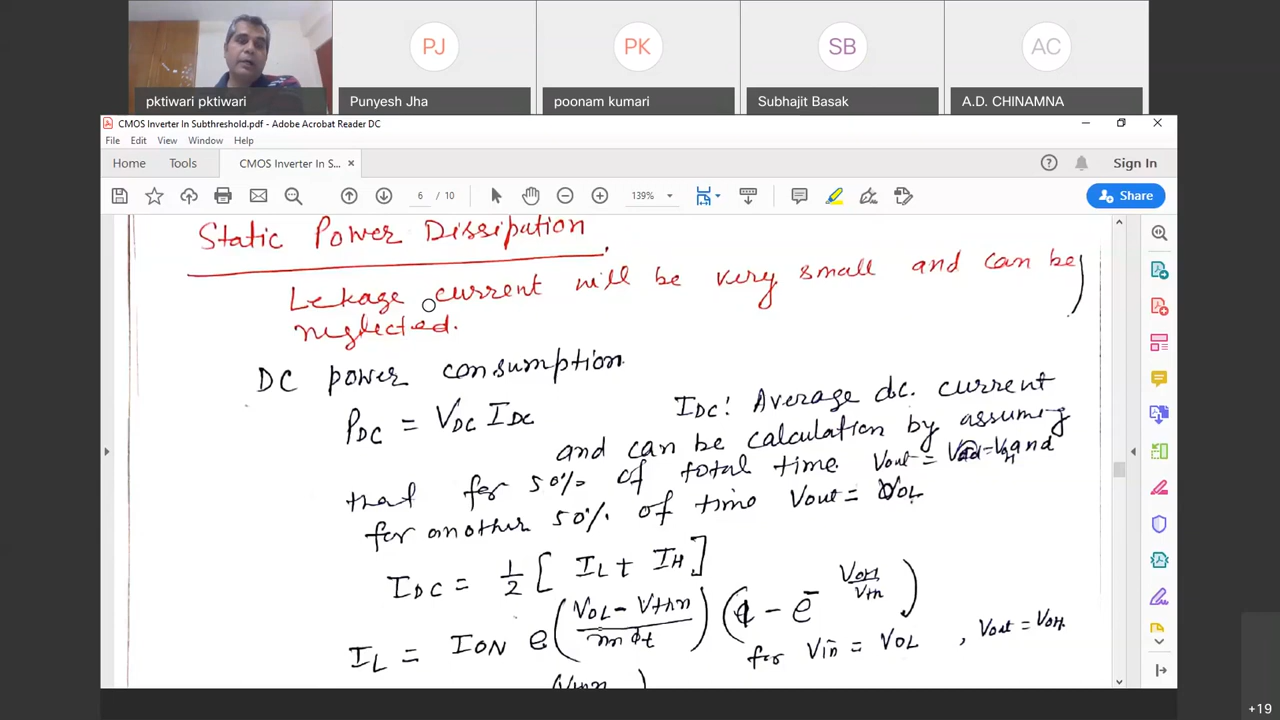 PJ
PK
SB
AC
pktiwari pktiwari
Punyesh Jha
poonam kumari
Subhajit Basak
A.D. CHINAMNA
CMOS Inverter In Subthreshold.pdf - Adobe Acrobat Reader DC
File Edit View Window Help
Home Tools CMOS Inverter In S... × Sign In
6 / 10 139% Share
Static Power Dissipation
Lekage current will be very small and can be
neglected.
DC power consumption
PDC = VDC IDC
IDC: Average dc. current
and can be calculation by assuming
that for 50% of total time Vout = VOH and
for another 50% of time Vout = VOL
IDC = 1/2 [ IL + IH ]
IL = ION e( VOL - Vthn / m ϕt ) ( 1 - e - VOH / Vth )
for Vin = VOL , Vout = VOH
+19